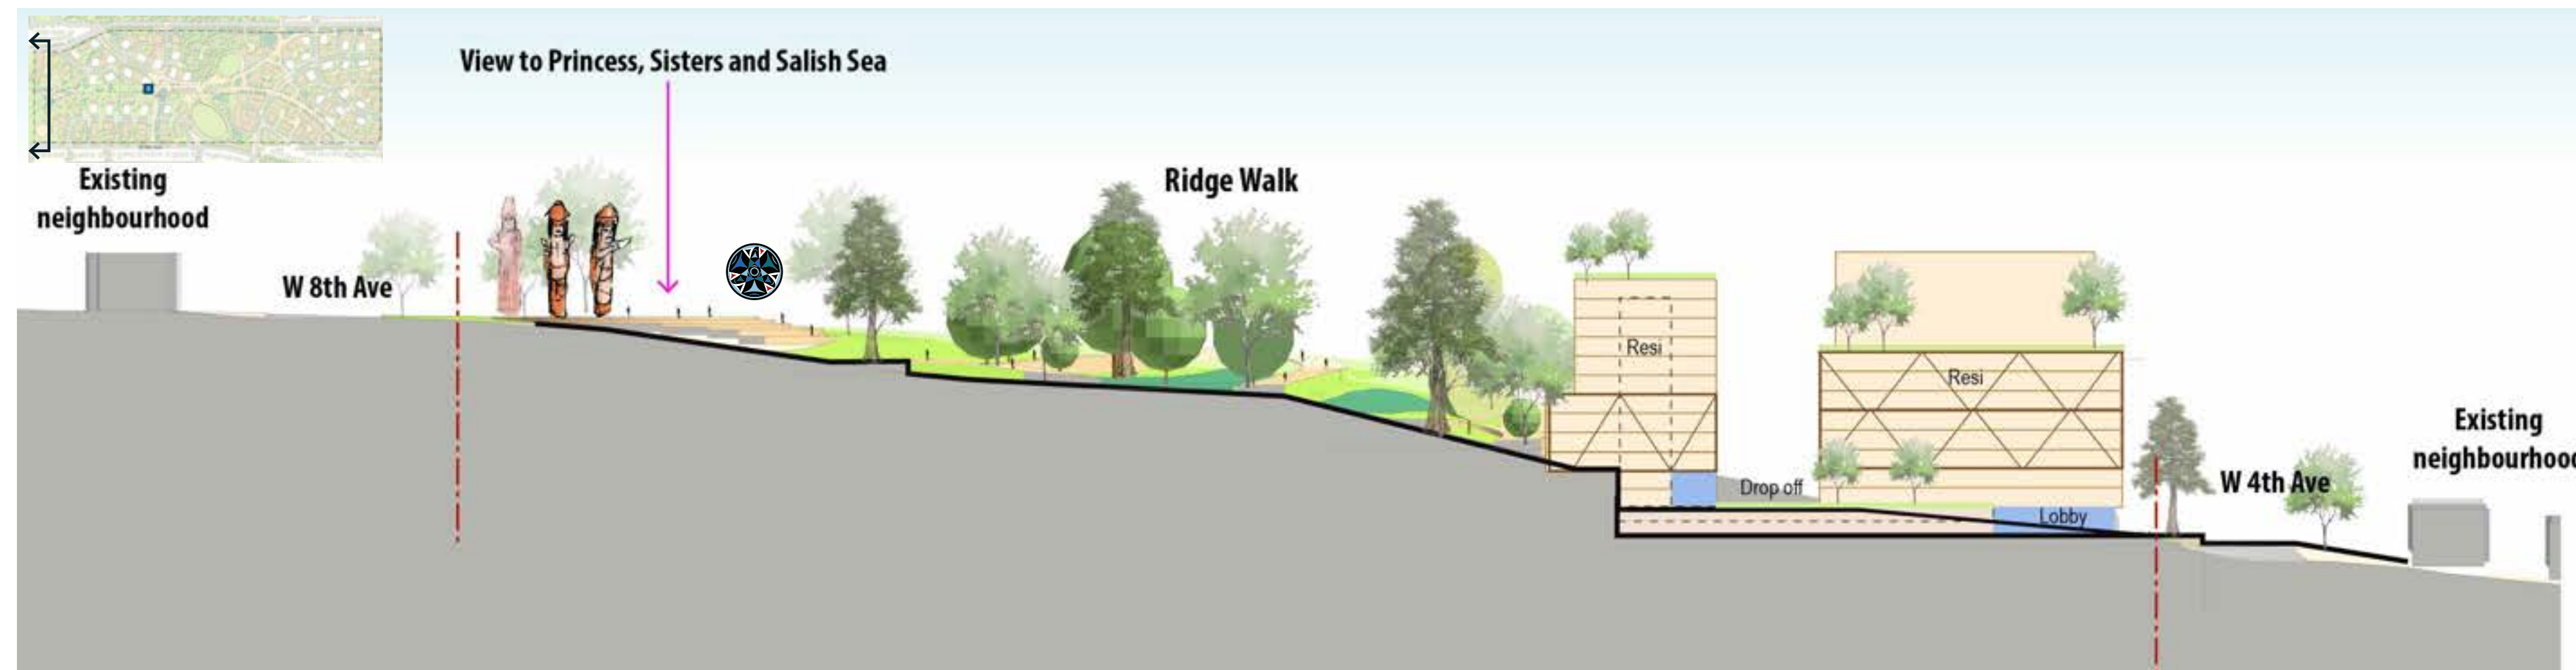 View to Princess, Sisters and Salish Sea
Existing
neighbourhood
W 8th Ave
Ridge Walk
Resi
Drop off
Resi
Lobby
W 4th Ave
Existing
neighbourhood